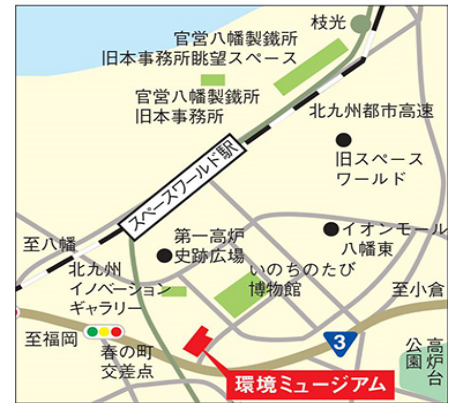 枝光
官営八幡製鐵所
旧本事務所眺望スペース
官営八幡製鐵所
旧本事務所
北九州都市高速
旧スペース
ワールド
スペースワールド駅
イオンモール
八幡東
第一高炉
史跡広場
至八幡
北九州
イノベーション
ギャラリー
いのちのたび
博物館
至小倉
至福岡
春の町
交差点
3
高炉台
公園
環境ミュージアム